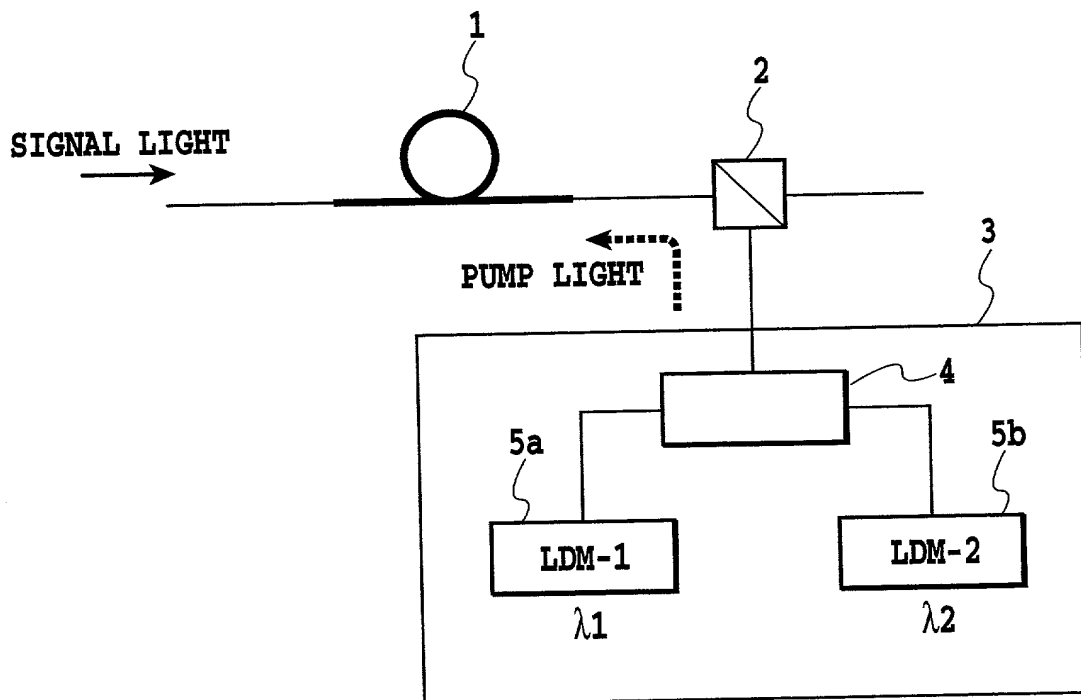 1
2
SIGNAL LIGHT
3
PUMP LIGHT
4
5a
5b
LDM-1
LDM-2
λ1
λ2